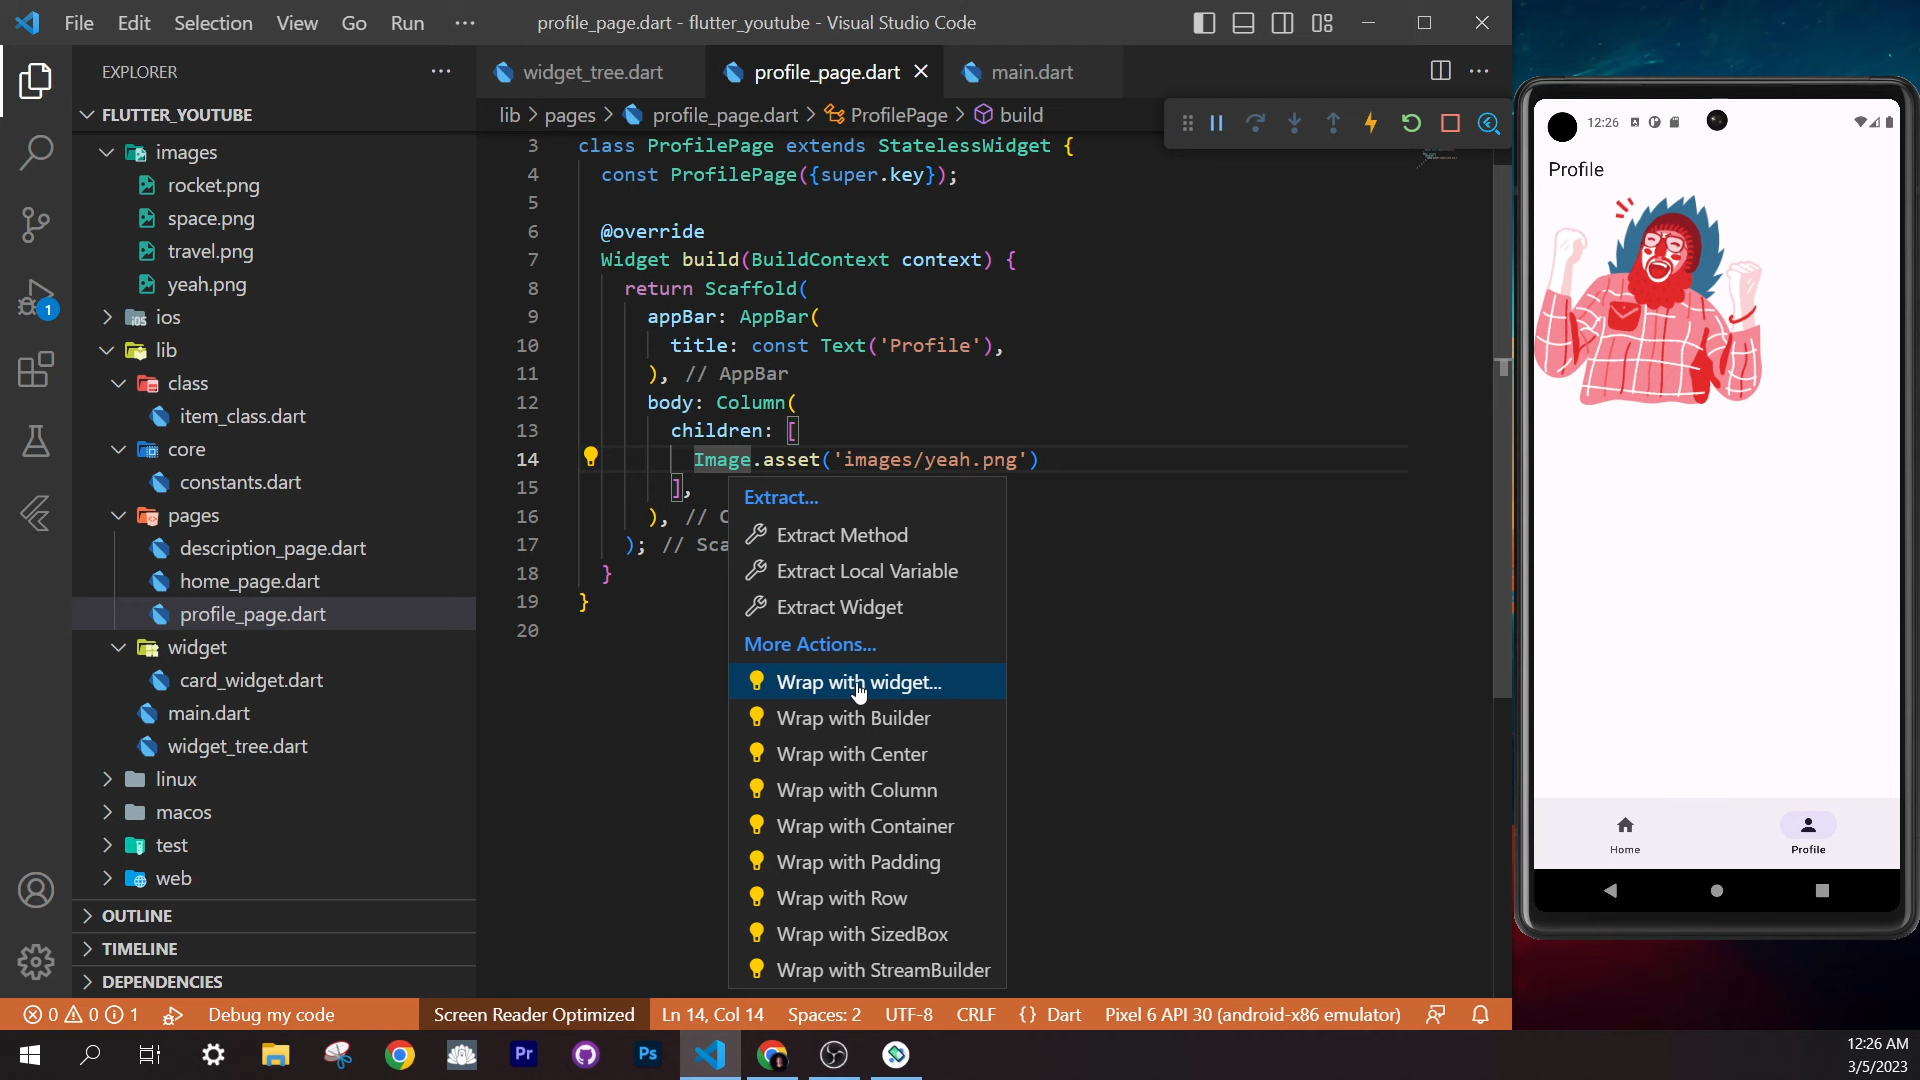 File Edit Selection View Go Run ···
profile_page.dart - flutter_youtube - Visual Studio Code
EXPLORER
FLUTTER_YOUTUBE
images
rocket.png
space.png
travel.png
yeah.png
ios
lib
class
item_class.dart
core
constants.dart
pages
description_page.dart
home_page.dart
profile_page.dart
widget
card_widget.dart
main.dart
widget_tree.dart
linux
macos
test
web
OUTLINE
TIMELINE
DEPENDENCIES
1
widget_tree.dart profile_page.dart main.dart
lib > pages > profile_page.dart > ProfilePage > build
3 class ProfilePage extends StatelessWidget {
4 const ProfilePage({super.key});
5
6 @override
7 Widget build(BuildContext context) {
8 return Scaffold(
9 appBar: AppBar(
10 title: const Text('Profile'),
11 ), // AppBar
12 body: Column(
13 children: [
14 Image.asset('images/yeah.png')
15 ],
16 ), // C
17 ); // Sca
18 }
19 }
20
Extract...
Extract Method
Extract Local Variable
Extract Widget
More Actions...
Wrap with widget...
Wrap with Builder
Wrap with Center
Wrap with Column
Wrap with Container
Wrap with Padding
Wrap with Row
Wrap with SizedBox
Wrap with StreamBuilder
12:26
Profile
Home Profile
0 0 1 Debug my code Screen Reader Optimized Ln 14, Col 14 Spaces: 2 UTF-8 CRLF {} Dart Pixel 6 API 30 (android-x86 emulator)
Pr Ps
12:26 AM
3/5/2023